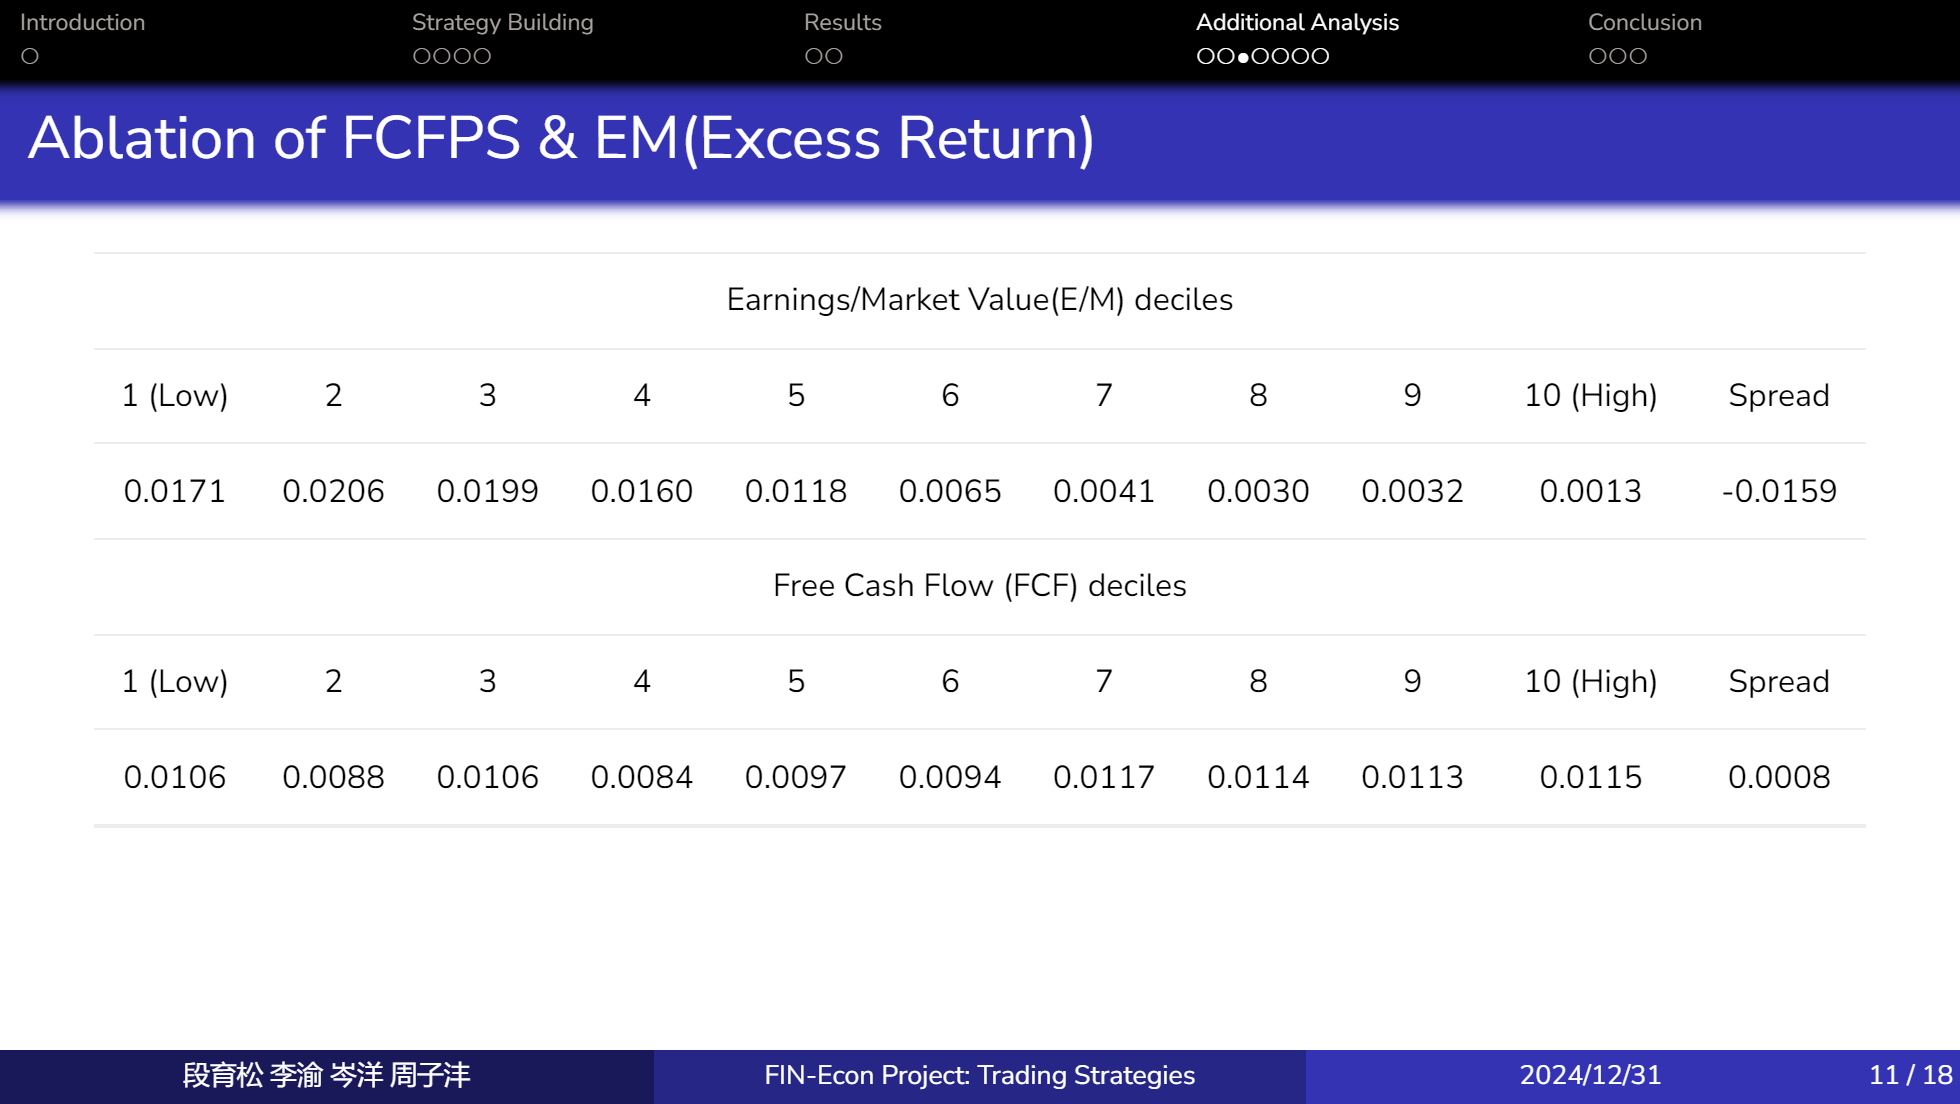 Introduction Strategy Building Results Additional Analysis Conclusion
Ablation of FCFPS & EM(Excess Return)
Earnings/Market Value(E/M) deciles
1 (Low) 2 3 4 5 6 7 8 9 10 (High) Spread
0.0171 0.0206 0.0199 0.0160 0.0118 0.0065 0.0041 0.0030 0.0032 0.0013 -0.0159
Free Cash Flow (FCF) deciles
1 (Low) 2 3 4 5 6 7 8 9 10 (High) Spread
0.0106 0.0088 0.0106 0.0084 0.0097 0.0094 0.0117 0.0114 0.0113 0.0115 0.0008
段育松 李渝 岑洋 周子沣 FIN-Econ Project: Trading Strategies 2024/12/31 11 / 18